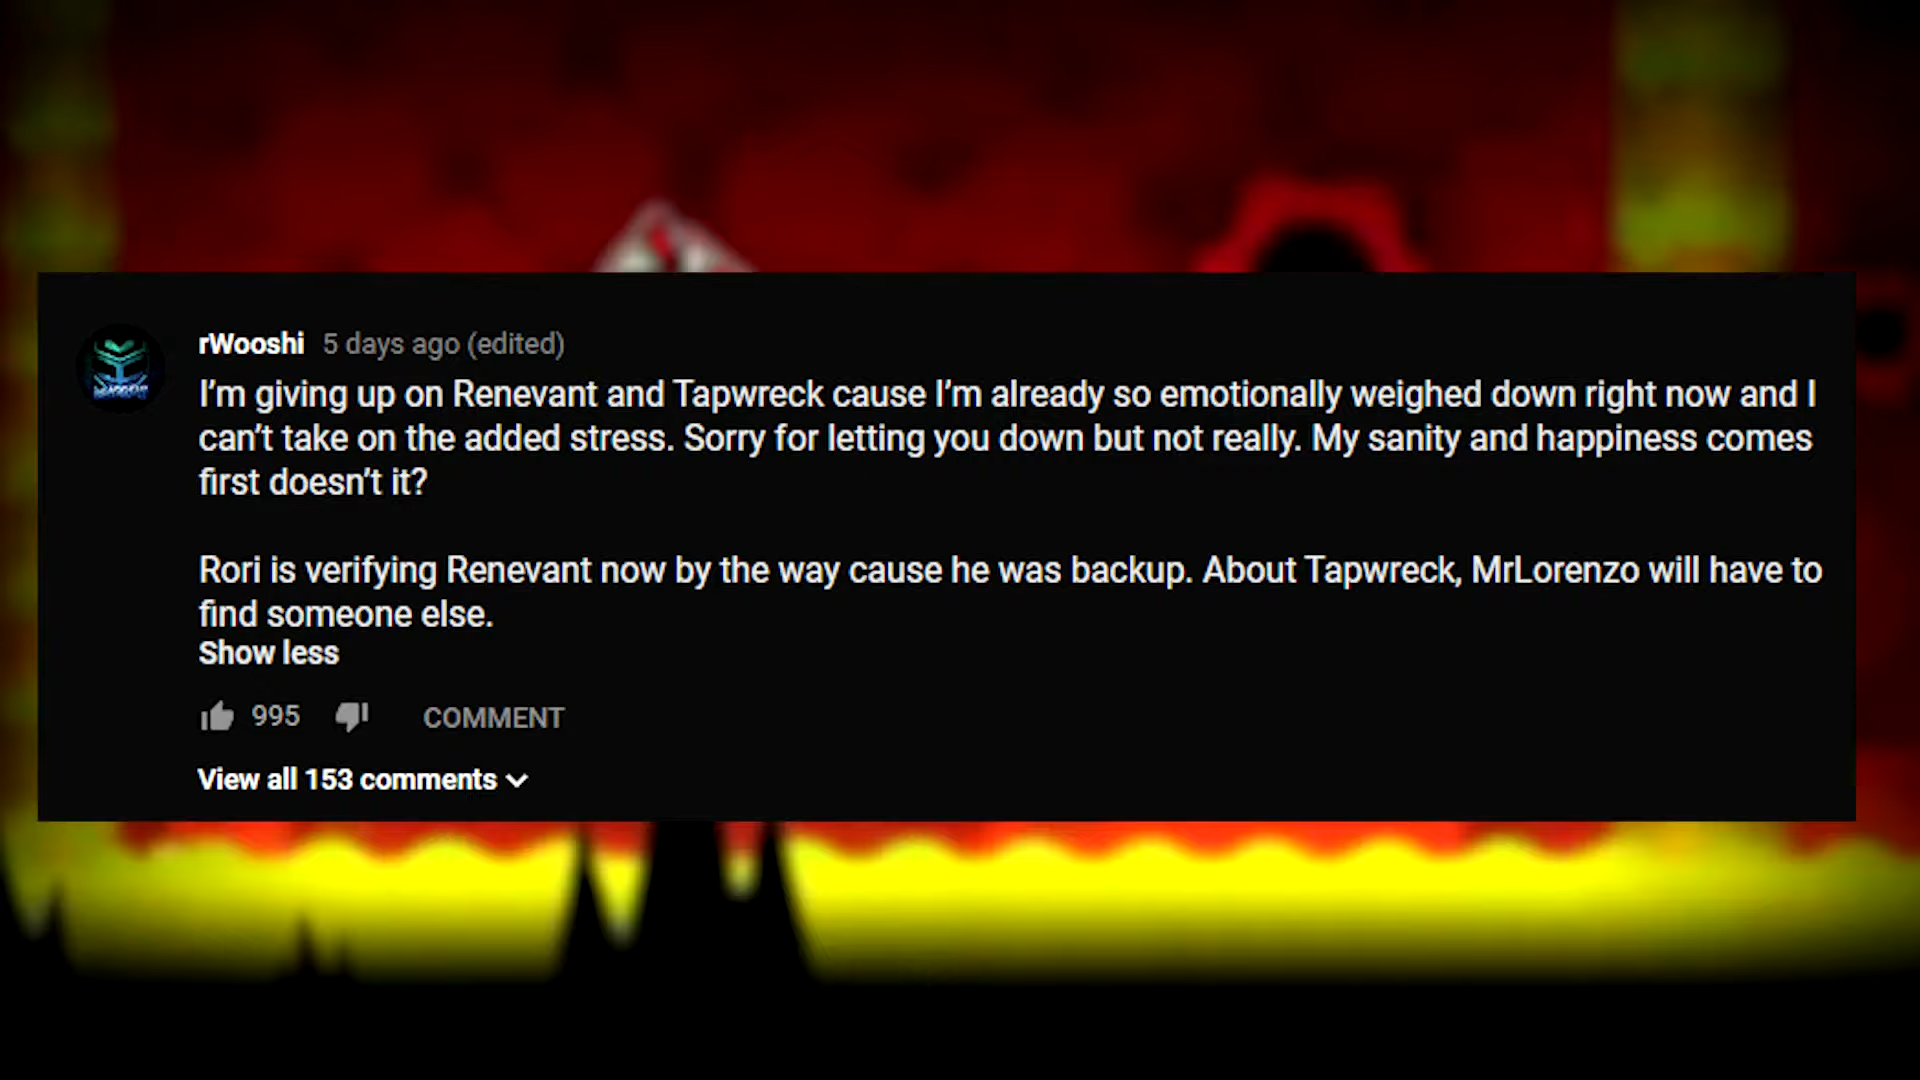 rWooshi 5 days ago (edited)
I’m giving up on Renevant and Tapwreck cause I’m already so emotionally weighed down right now and I
can’t take on the added stress. Sorry for letting you down but not really. My sanity and happiness comes
first doesn’t it?
Rori is verifying Renevant now by the way cause he was backup. About Tapwreck, MrLorenzo will have to
find someone else.
Show less
995 COMMENT
View all 153 comments